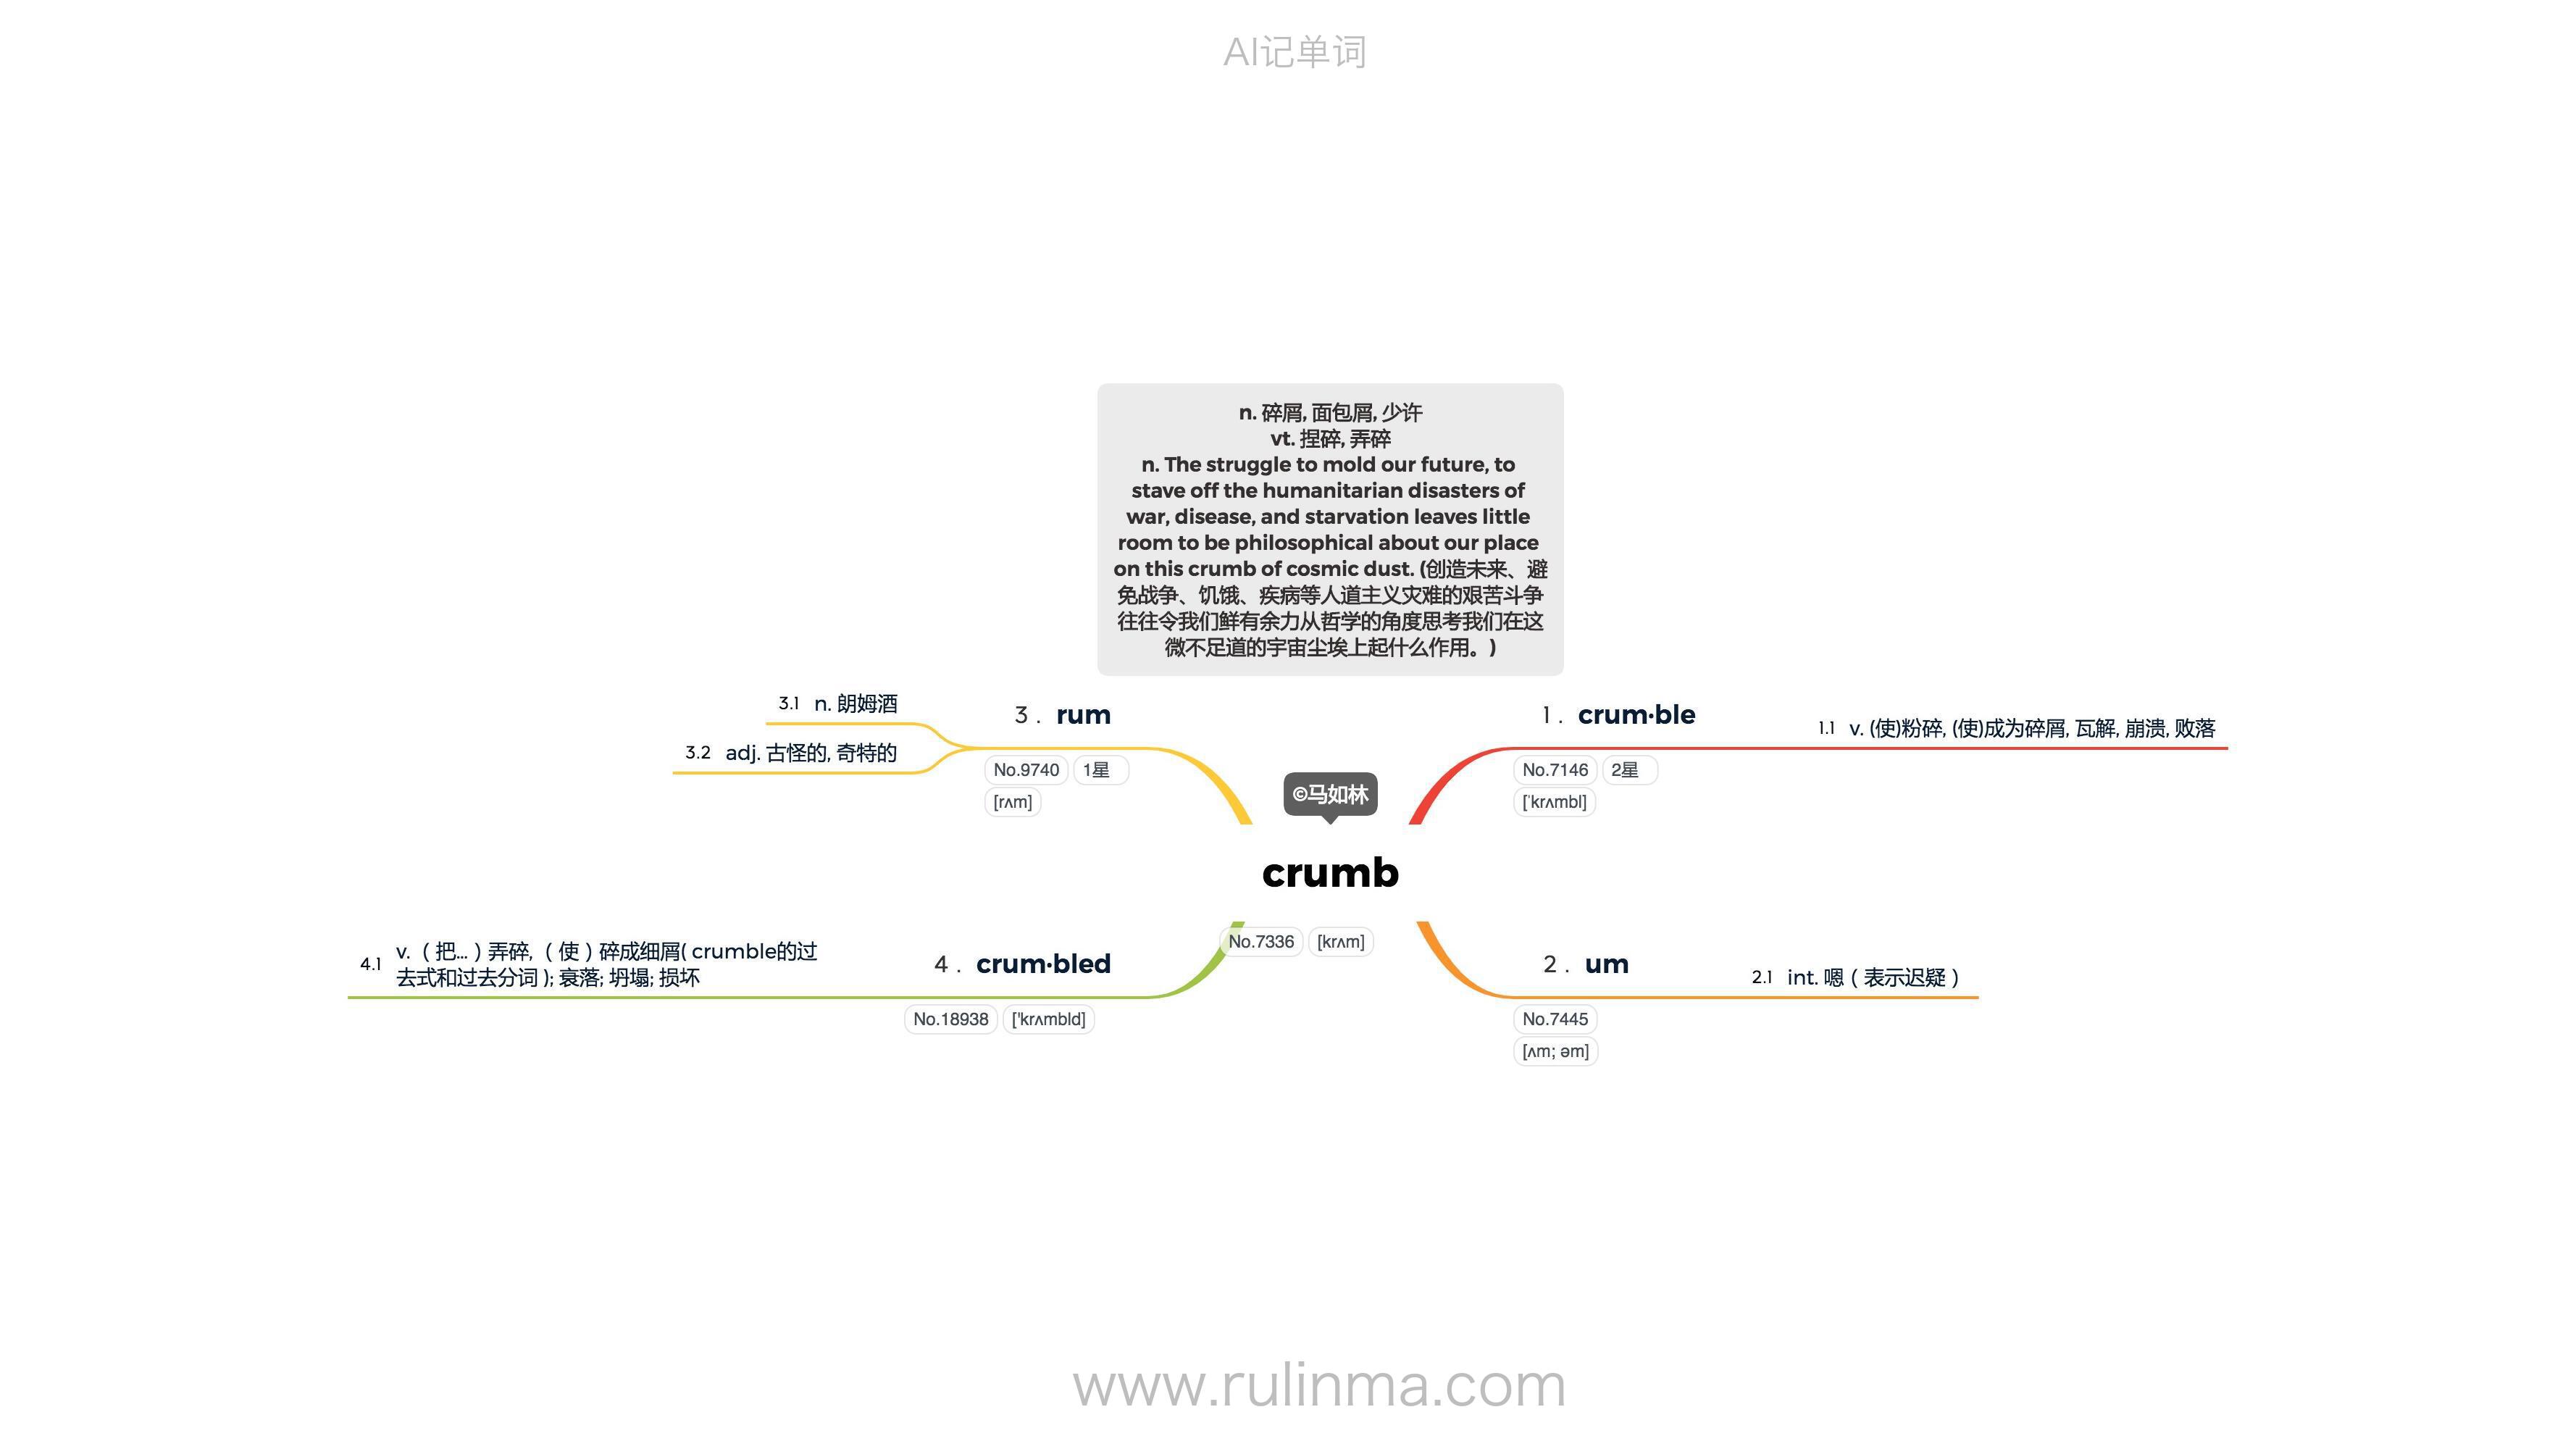 AI记单词
n. 碎屑, 面包屑, 少许
vt. 捏碎, 弄碎
n. The struggle to mold our future, to
stave off the humanitarian disasters of
war, disease, and starvation leaves little
room to be philosophical about our place
on this crumb of cosmic dust. (创造未来、避
免战争、饥饿、疾病等人道主义灾难的艰苦斗争
往往令我们鲜有余力从哲学的角度思考我们在这
微不足道的宇宙尘埃上起什么作用。)
©马如林
crumb
No.7336 [krʌm]
1. crum·ble
No.7146 2星
[ˈkrʌmbl]
1.1 v. (使)粉碎, (使)成为碎屑, 瓦解, 崩溃, 败落
2. um
No.7445
[ʌm; əm]
2.1 int. 嗯（表示迟疑）
3. rum
No.9740 1星
[rʌm]
3.1 n. 朗姆酒
3.2 adj. 古怪的, 奇特的
4. crum·bled
No.18938 ['krʌmbld]
4.1 v.（把...）弄碎,（使）碎成细屑( crumble的过
去式和过去分词 ); 衰落; 坍塌; 损坏
www.rulinma.com